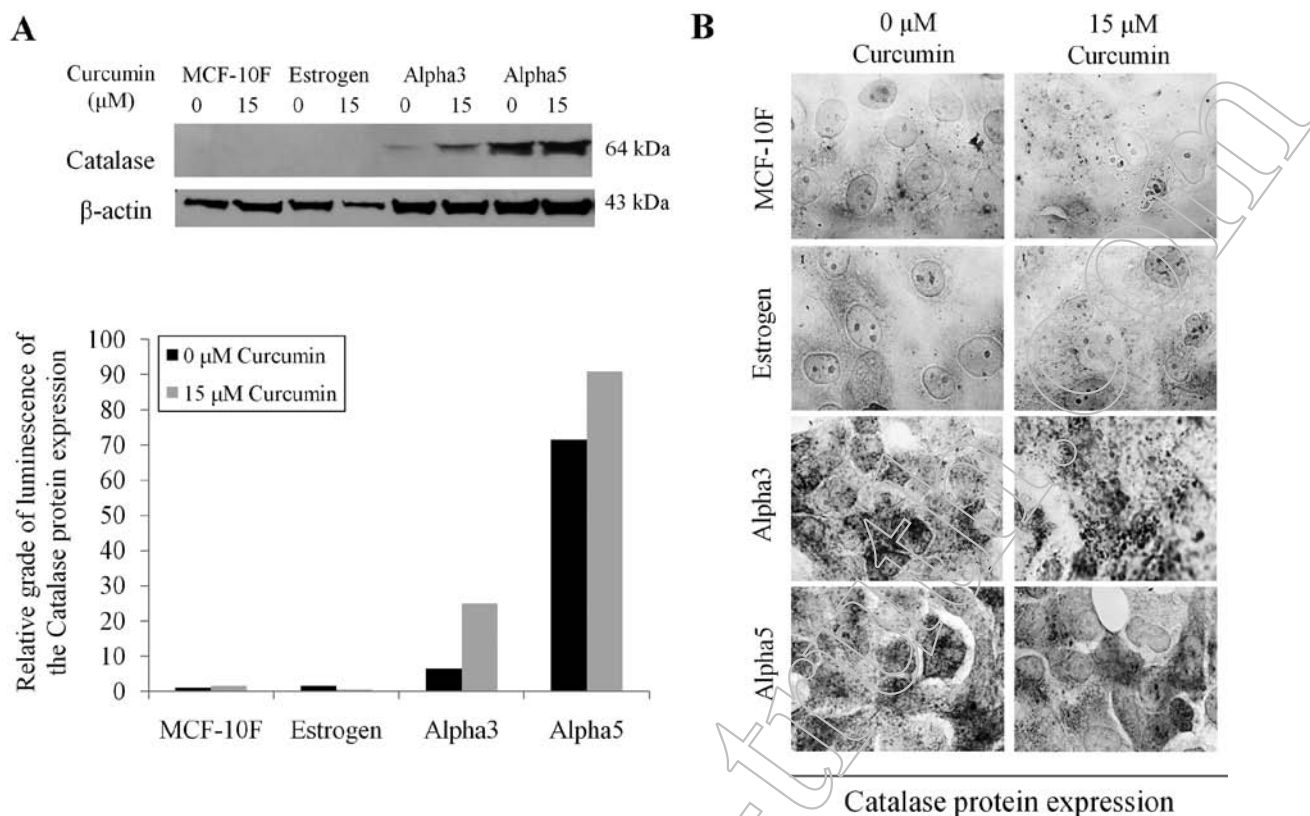 A
Curcumin (μM)
MCF-10F Estrogen Alpha3 Alpha5
0 15 0 15 0 15 0 15
Catalase
64 kDa
β-actin
43 kDa
Relative grade of luminescence of
the Catalase protein expression
100
90
80
70
60
50
40
30
20
10
0
0 μM Curcumin
15 μM Curcumin
MCF-10F Estrogen Alpha3 Alpha5
B
0 μM
Curcumin
15 μM
Curcumin
MCF-10F
Estrogen
Alpha3
Alpha5
Catalase protein expression